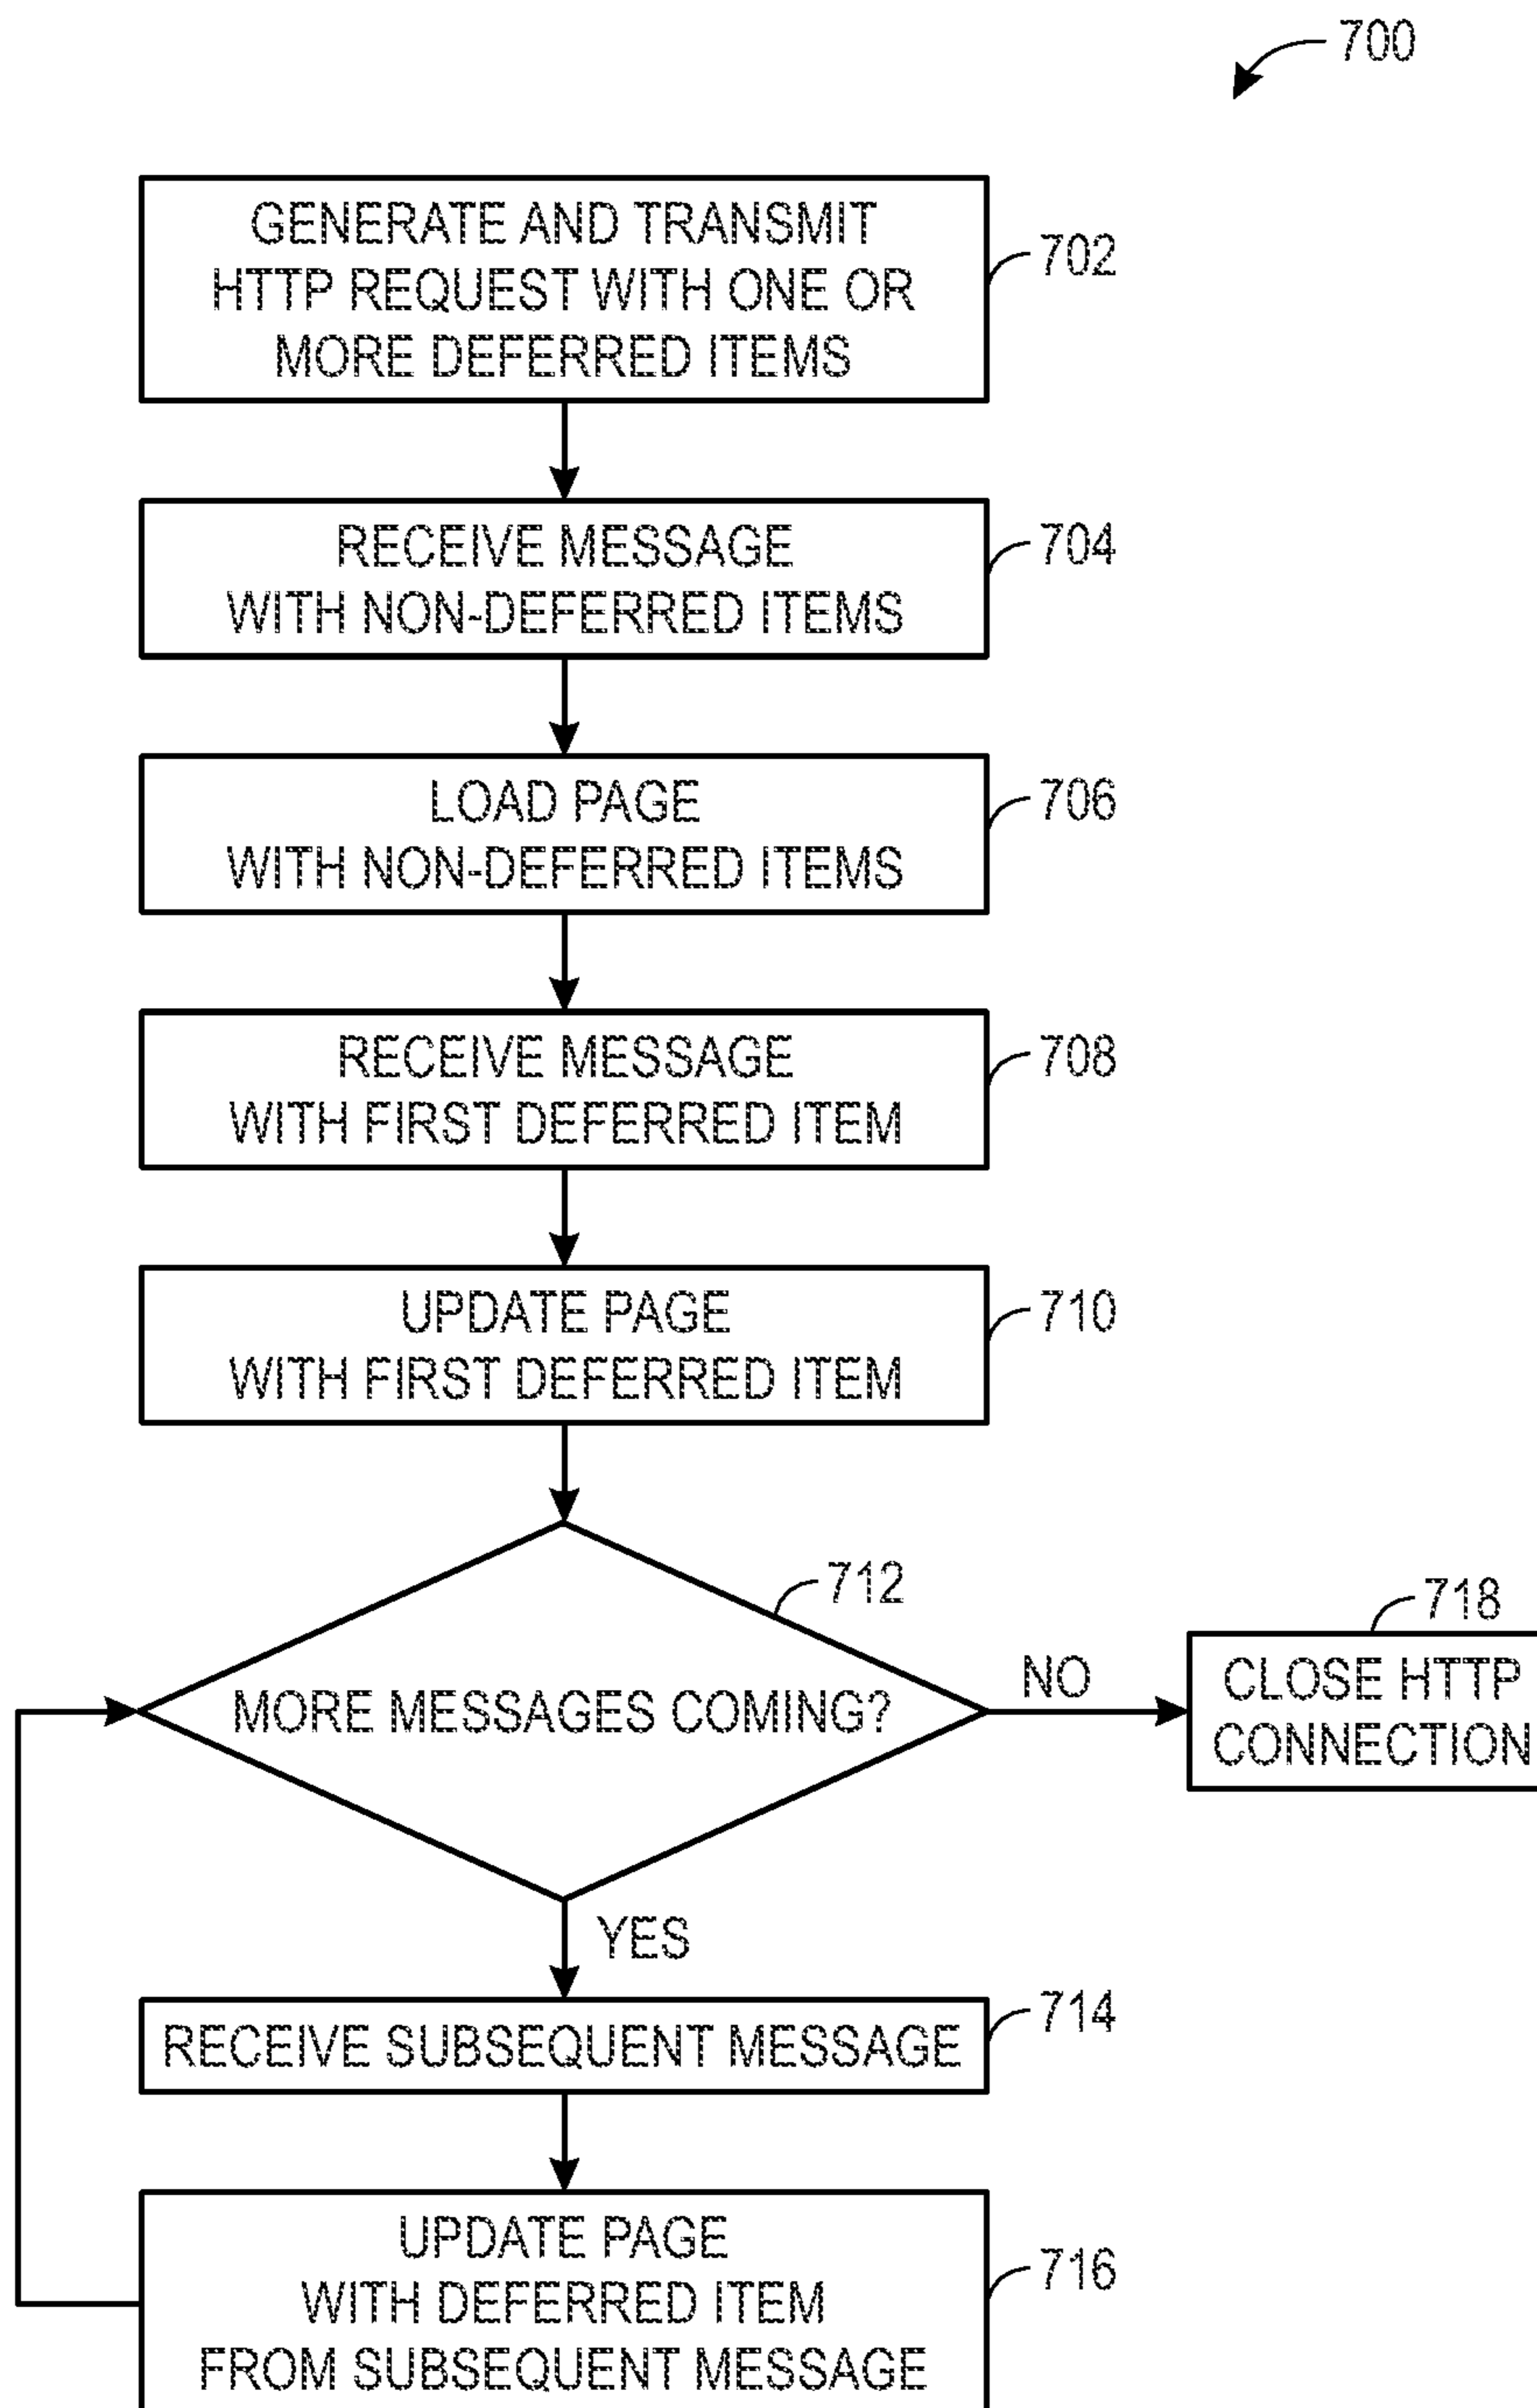 700
GENERATE AND TRANSMIT
HTTP REQUEST WITH ONE OR
MORE DEFERRED ITEMS
702
RECEIVE MESSAGE
WITH NON-DEFERRED ITEMS
704
LOAD PAGE
WITH NON-DEFERRED ITEMS
706
RECEIVE MESSAGE
WITH FIRST DEFERRED ITEM
708
UPDATE PAGE
WITH FIRST DEFERRED ITEM
710
712
MORE MESSAGES COMING?
NO
718
CLOSE HTTP
CONNECTION
YES
RECEIVE SUBSEQUENT MESSAGE
714
UPDATE PAGE
WITH DEFERRED ITEM
FROM SUBSEQUENT MESSAGE
716